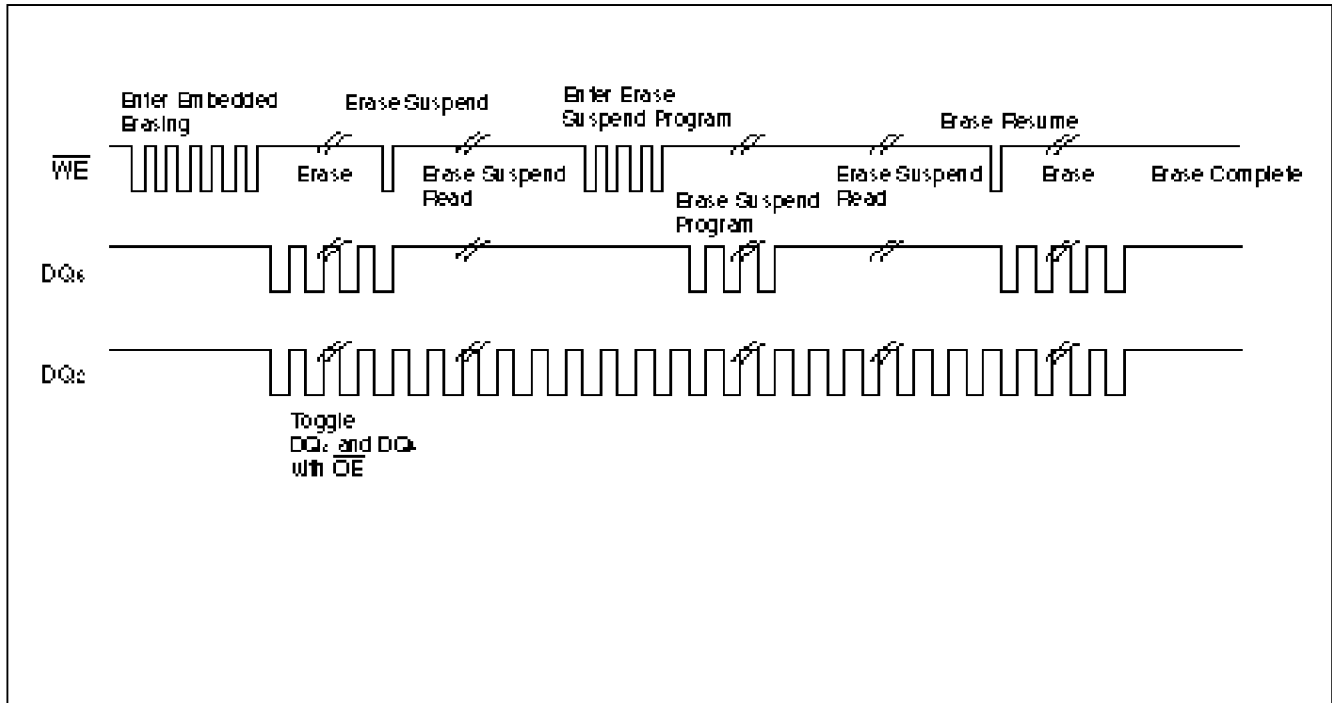 Enter Embedded
Erasing
Erase Suspend
Enter Erase
Suspend Program
Erase Resume
WE
Erase
Erase Suspend
Read
Erase Suspend
Program
Erase Suspend
Read
Erase
Erase Complete
DQ6
DQ2
Toggle
DQ2 and DQ6
with OE